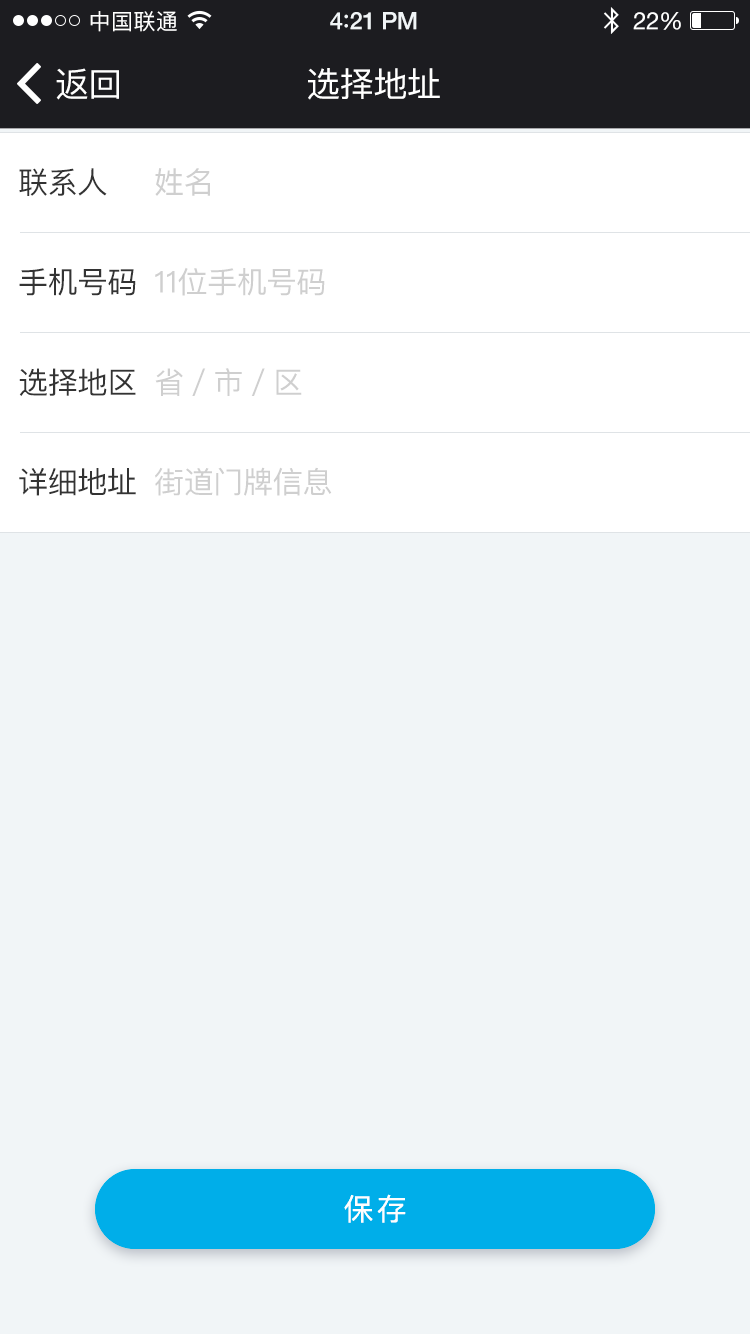 中国联通 4:21 PM 22%
返回 选择地址
联系人 姓名
手机号码 11位手机号码
选择地区 省 / 市 / 区
详细地址 街道门牌信息
保存